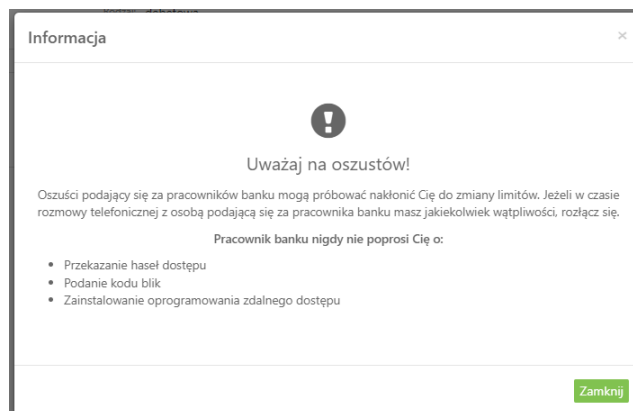 Rodzaj debetowa
Informacja
×
Uważaj na oszustów!
Oszuści podający się za pracowników banku mogą próbować nakłonić Cię do zmiany limitów. Jeżeli w czasie
rozmowy telefonicznej z osobą podającą się za pracownika banku masz jakiekolwiek wątpliwości, rozłącz się.
Pracownik banku nigdy nie poprosi Cię o:
• Przekazanie haseł dostępu
• Podanie kodu blik
• Zainstalowanie oprogramowania zdalnego dostępu
Zamknij